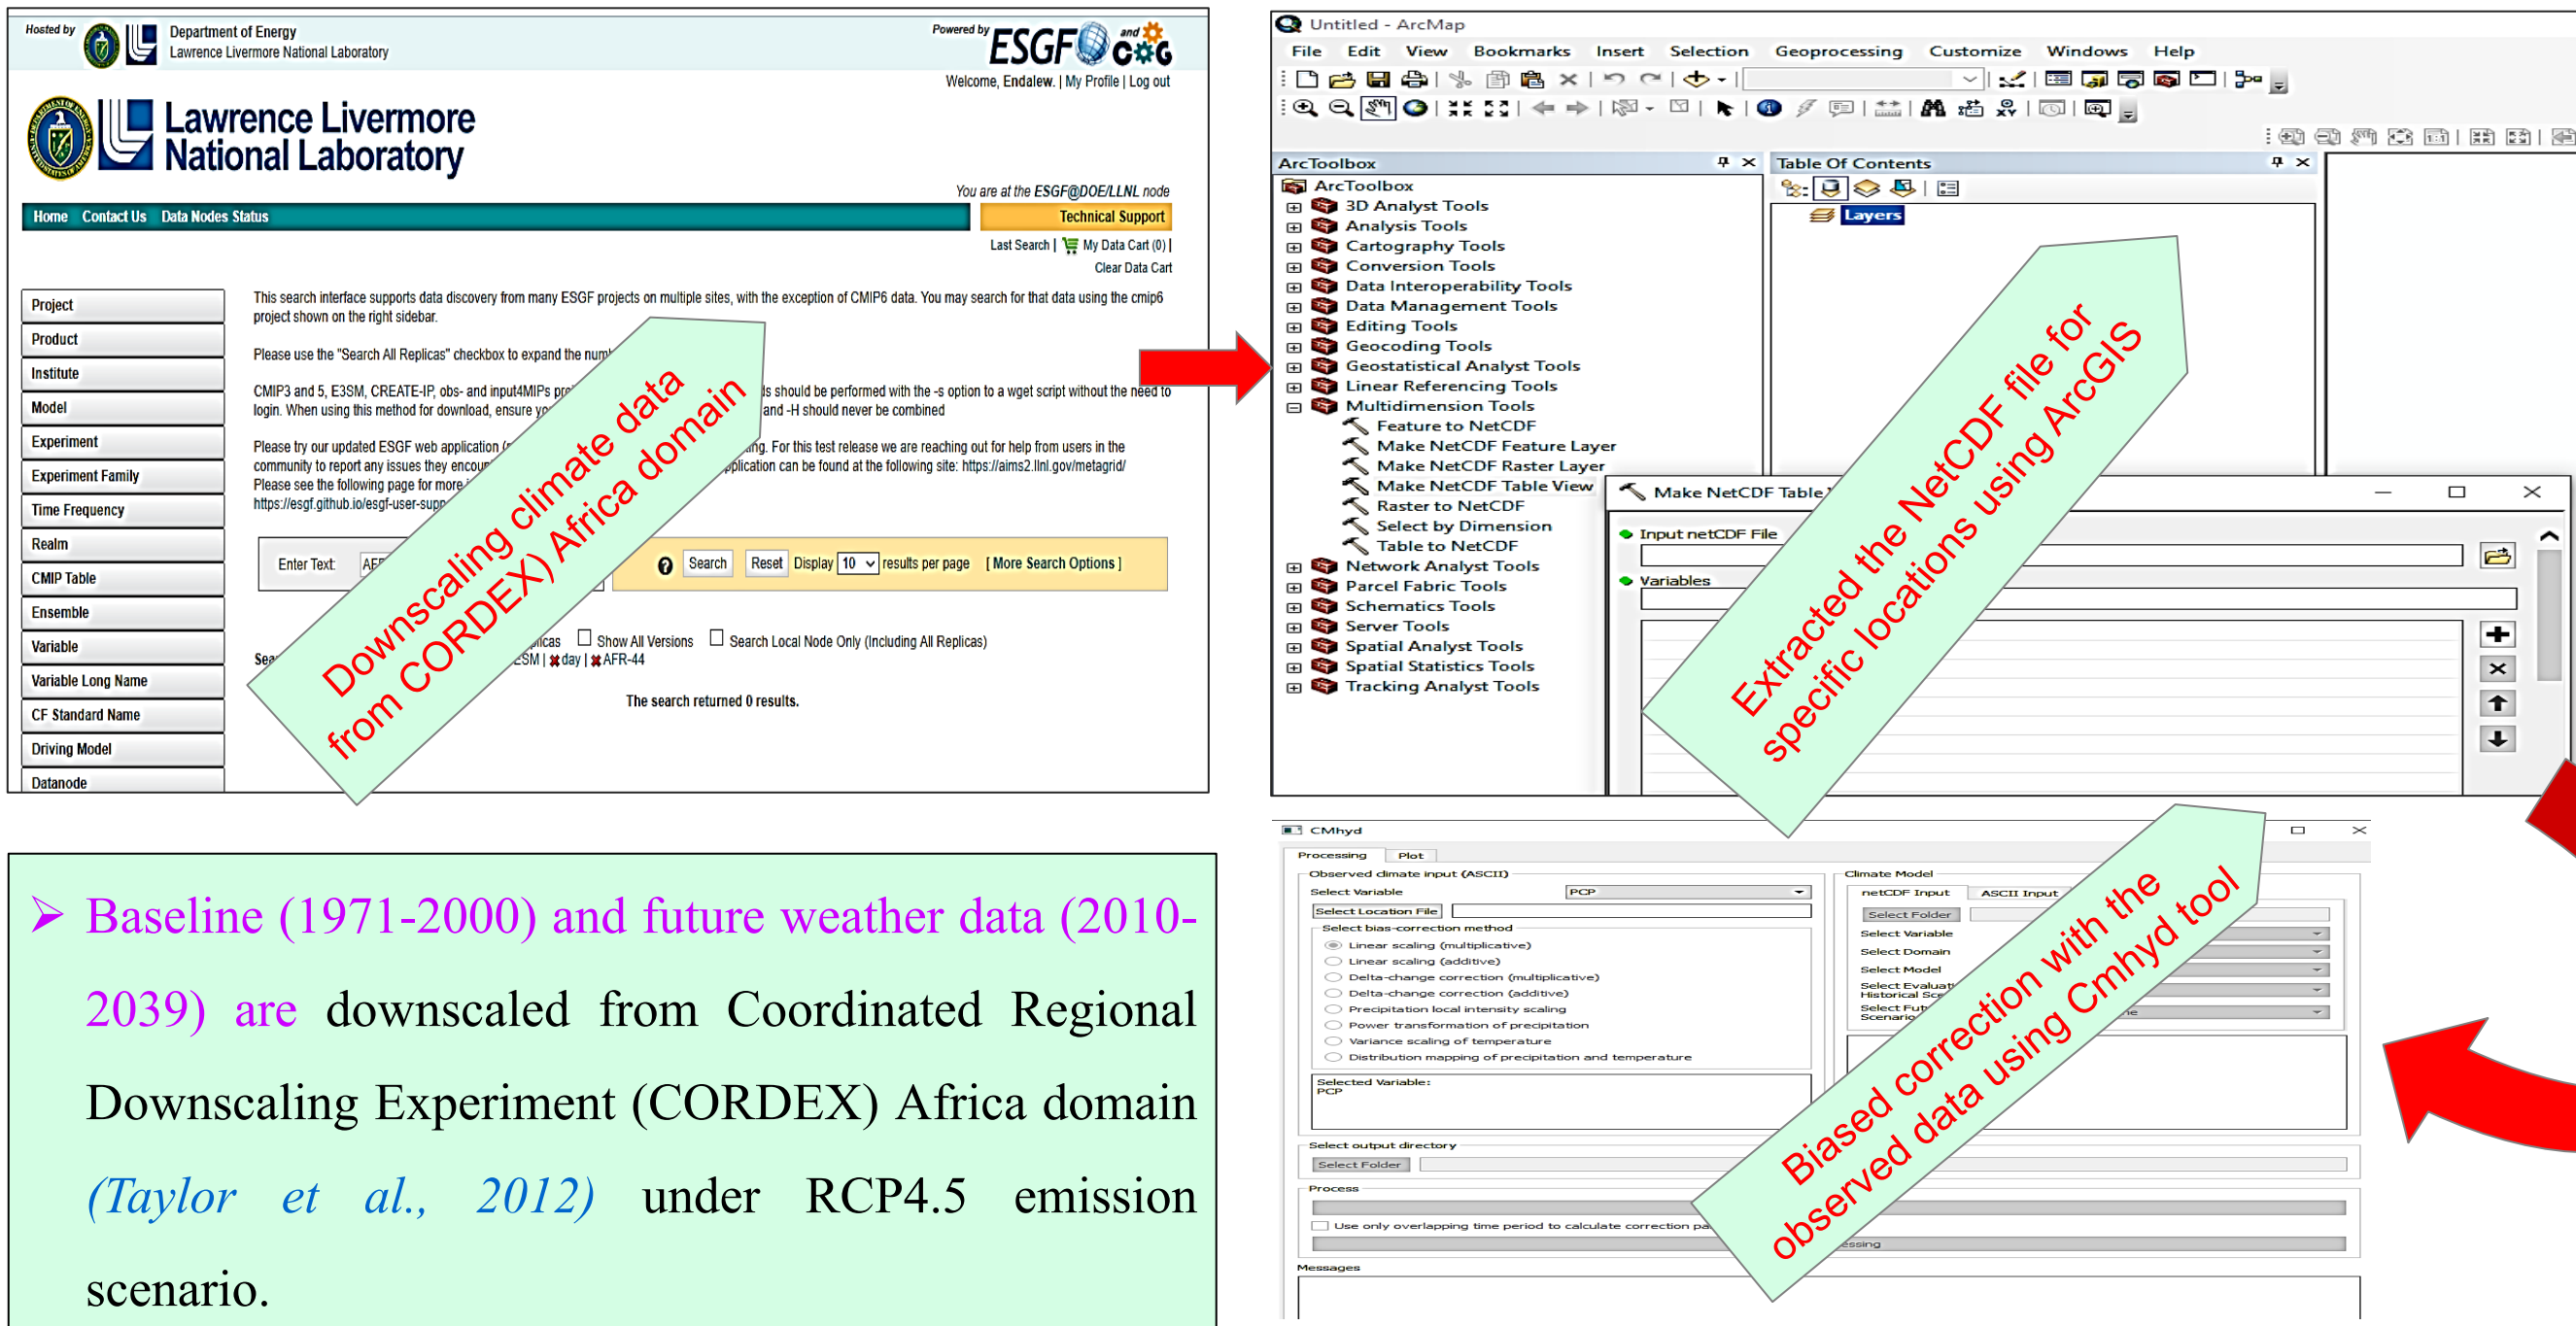 Hosted by
Department of Energy
Lawrence Livermore National Laboratory
Powered by ESGF and COG
Welcome, Endalew. | My Profile | Log out
Lawrence Livermore
National Laboratory
You are at the ESGF@DOE/LLNL node
Home Contact Us Data Nodes Status
Technical Support
Last Search | My Data Cart (0) |
Clear Data Cart
Project
Product
Institute
Model
Experiment
Experiment Family
Time Frequency
Realm
CMIP Table
Ensemble
Variable
Variable Long Name
CF Standard Name
Driving Model
Datanode
This search interface supports data discovery from many ESGF projects on multiple sites, with the exception of CMIP6 data. You may search for that data using the cmip6
project shown on the right sidebar.
Please use the "Search All Replicas" checkbox to expand the
CMIP3 and 5, E3SM, CREATE-IP, obs- and input4MIPs should be performed with the -s option to a wget script without the need to
login. When using this method for download, ensure and -H should never be combined
Please try our updated ESGF web application For this test release we are reaching out for help from users in the
community to report any issues they application can be found at the following site: https://aims2.llnl.gov/metagrid/
Please see the following page for more
https://esgf.github.io/esgf-user-supp
Enter Text:
Search Reset Display 10 results per page [ More Search Options ]
Show All Versions Search Local Node Only (Including All Replicas)
day | AFR-44
The search returned 0 results.
Downscaling climate data
from CORDEX) Africa domain
Untitled - ArcMap
File Edit View Bookmarks Insert Selection Geoprocessing Customize Windows Help
ArcToolbox
Table Of Contents
ArcToolbox
Layers
3D Analyst Tools
Analysis Tools
Cartography Tools
Conversion Tools
Data Interoperability Tools
Data Management Tools
Editing Tools
Geocoding Tools
Geostatistical Analyst Tools
Linear Referencing Tools
Multidimension Tools
Feature to NetCDF
Make NetCDF Feature Layer
Make NetCDF Raster Layer
Make NetCDF Table View
Raster to NetCDF
Select by Dimension
Table to NetCDF
Network Analyst Tools
Parcel Fabric Tools
Schematics Tools
Server Tools
Spatial Analyst Tools
Spatial Statistics Tools
Tracking Analyst Tools
Make NetCDF Table
Input netCDF File
Variables
Extracted the NetCDF file for
specific locations using ArcGIS
➢ Baseline (1971-2000) and future weather data (2010-
2039) are downscaled from Coordinated Regional
Downscaling Experiment (CORDEX) Africa domain
(Taylor et al., 2012) under RCP4.5 emission
scenario.
CMhyd
Processing Plot
Observed climate input (ASCII)
Select Variable PCP
Select Location File
Select bias-correction method
Linear scaling (multiplicative)
Linear scaling (additive)
Delta-change correction (multiplicative)
Delta-change correction (additive)
Precipitation local intensity scaling
Power transformation of precipitation
Variance scaling of temperature
Distribution mapping of precipitation and temperature
Selected Variable:
PCP
Select output directory
Select Folder
Process
Use only overlapping time period to calculate correction
Messages
Climate Model
netCDF Input ASCII Input
Select Folder
Select Variable
Select Domain
Select Model
Select
Historical
Select
Scenario
Biased correction with the
observed data using Cmhyd tool